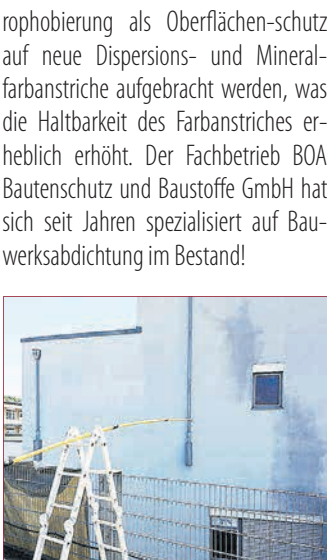 rophobierung als Oberflächen-schutz
auf neue Dispersions- und Mineral-
farbanstriche aufgebracht werden, was
die Haltbarkeit des Farbanstriches er-
heblich erhöht. Der Fachbetrieb BOA
Bautenschutz und Baustoffe GmbH hat
sich seit Jahren spezialisiert auf Bau-
werksabdichtung im Bestand!